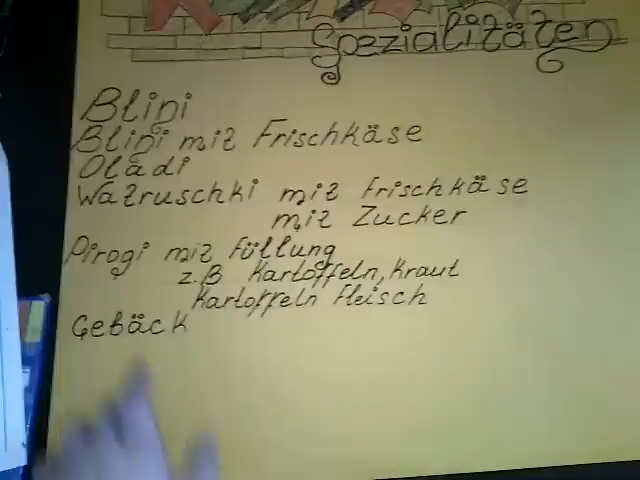 Spezialitäten
Blini
Blini mit Frischkäse
Oladi
Watruschki mit Frischkäse
mit Zucker
Pirogi mit Füllung
z.B Kartoffeln, Kraut
Kartoffeln Fleisch
Gebäck